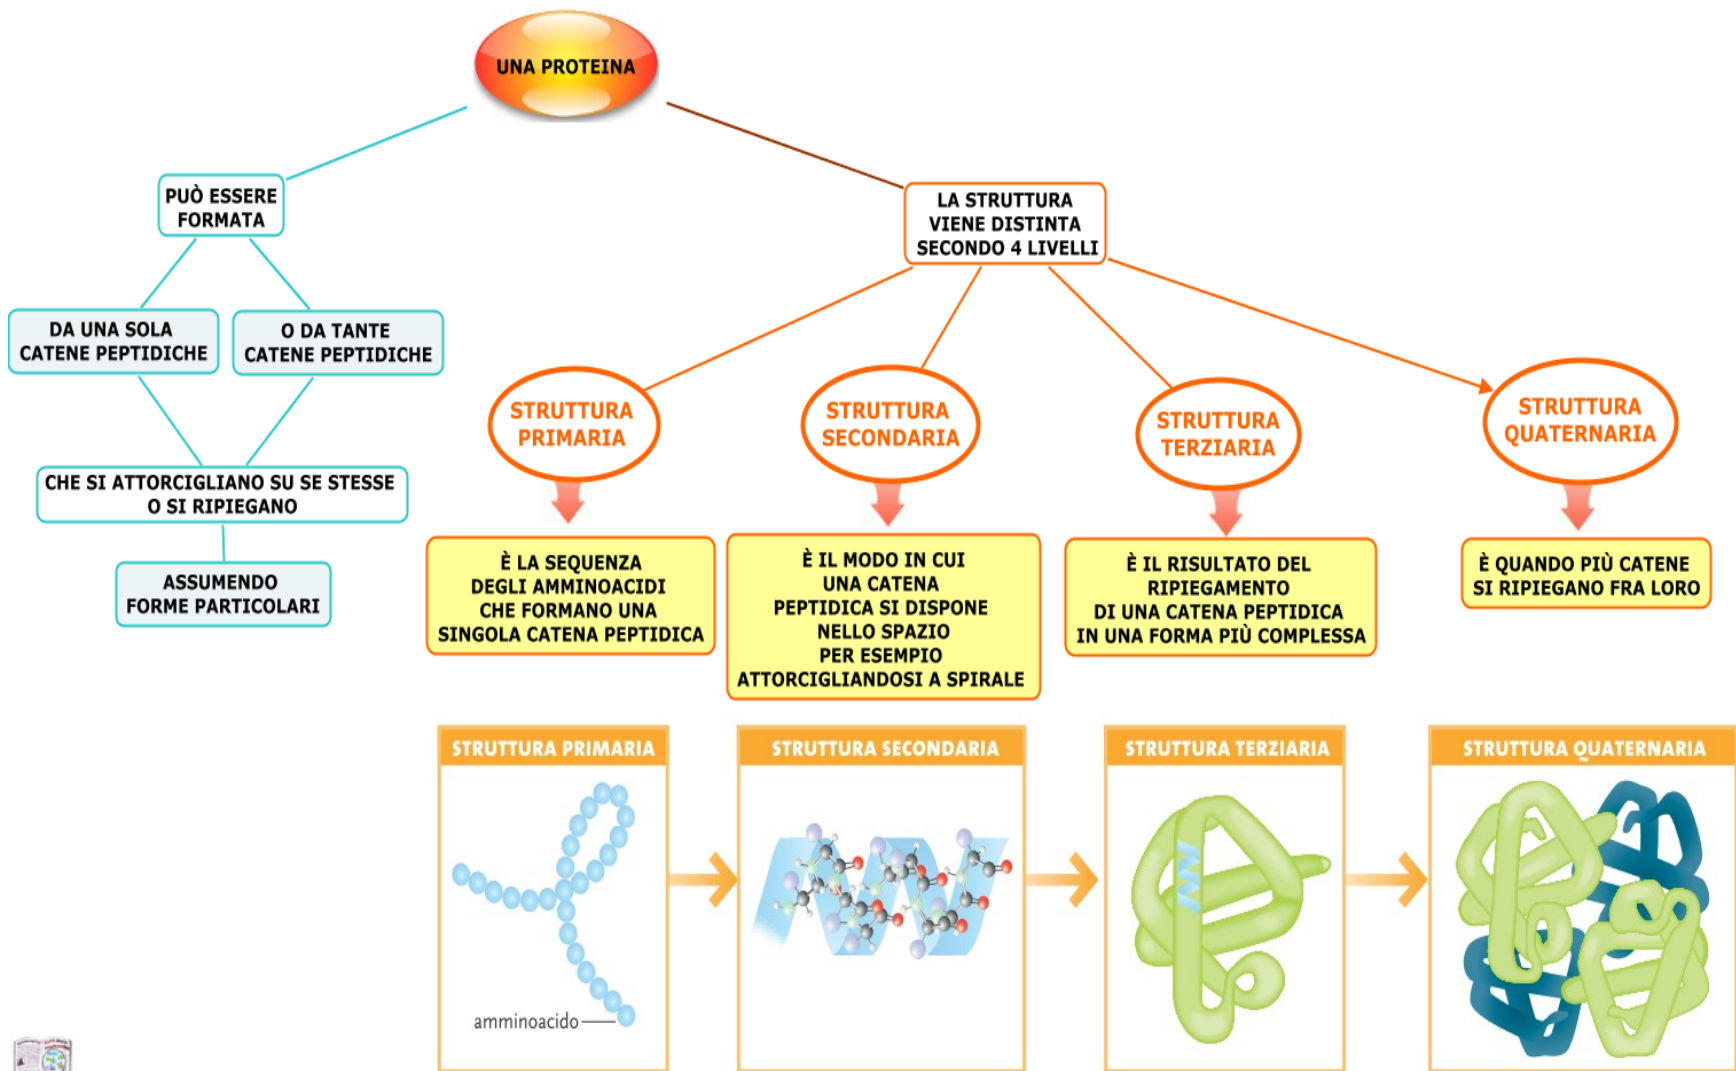 UNA PROTEINA
PUÒ ESSERE
FORMATA
DA UNA SOLA
CATENE PEPTIDICHE
O DA TANTE
CATENE PEPTIDICHE
CHE SI ATTORCIGLIANO SU SE STESSE
O SI RIPIEGANO
ASSUMENDO
FORME PARTICOLARI
LA STRUTTURA
VIENE DISTINTA
SECONDO 4 LIVELLI
STRUTTURA
PRIMARIA
STRUTTURA
SECONDARIA
STRUTTURA
TERZIARIA
STRUTTURA
QUATERNARIA
È LA SEQUENZA
DEGLI AMMINOACIDI
CHE FORMANO UNA
SINGOLA CATENA PEPTIDICA
È IL MODO IN CUI
UNA CATENA
PEPTIDICA SI DISPONE
NELLO SPAZIO
PER ESEMPIO
ATTORCIGLIANDOSI A SPIRALE
È IL RISULTATO DEL
RIPIEGAMENTO
DI UNA CATENA PEPTIDICA
IN UNA FORMA PIÙ COMPLESSA
È QUANDO PIÙ CATENE
SI RIPIEGANO FRA LORO
STRUTTURA PRIMARIA
STRUTTURA SECONDARIA
STRUTTURA TERZIARIA
STRUTTURA QUATERNARIA
amminoacido